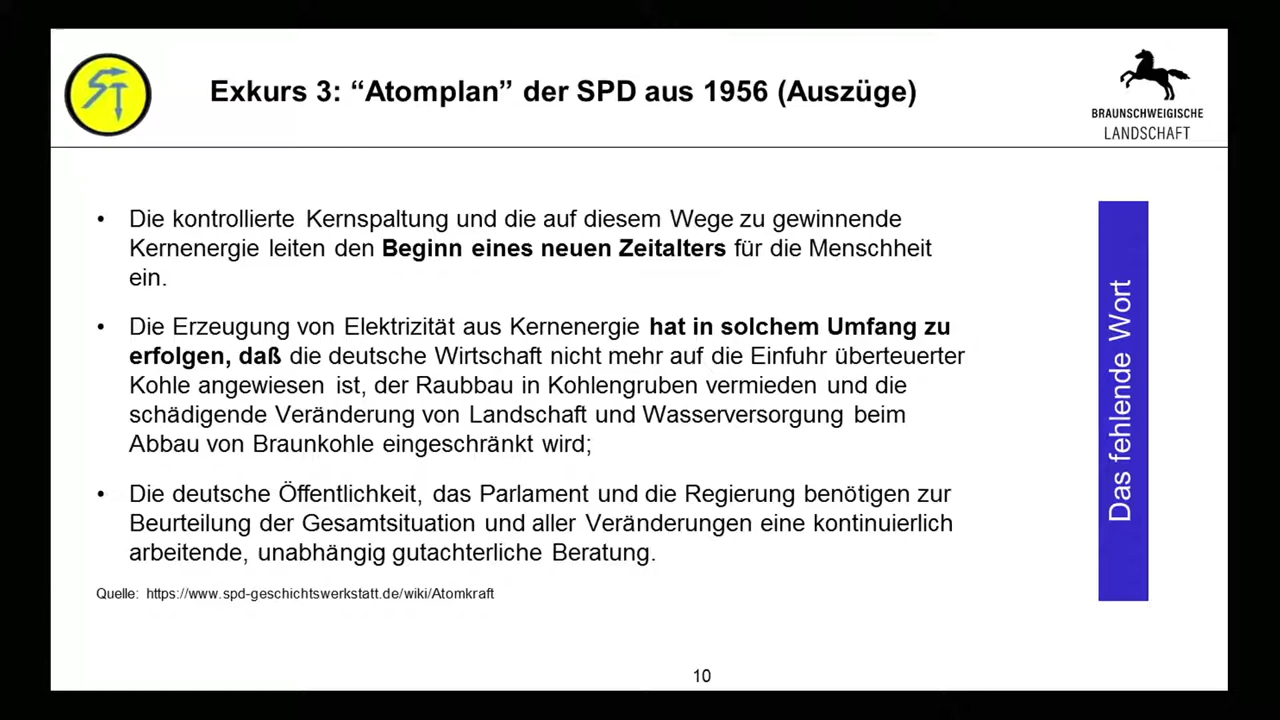 ST
Exkurs 3: “Atomplan” der SPD aus 1956 (Auszüge)
BRAUNSCHWEIGISCHE
LANDSCHAFT
• Die kontrollierte Kernspaltung und die auf diesem Wege zu gewinnende
Kernenergie leiten den Beginn eines neuen Zeitalters für die Menschheit
ein.
• Die Erzeugung von Elektrizität aus Kernenergie hat in solchem Umfang zu
erfolgen, daß die deutsche Wirtschaft nicht mehr auf die Einfuhr überteuerter
Kohle angewiesen ist, der Raubbau in Kohlengruben vermieden und die
schädigende Veränderung von Landschaft und Wasserversorgung beim
Abbau von Braunkohle eingeschränkt wird;
• Die deutsche Öffentlichkeit, das Parlament und die Regierung benötigen zur
Beurteilung der Gesamtsituation und aller Veränderungen eine kontinuierlich
arbeitende, unabhängig gutachterliche Beratung.
Quelle: https://www.spd-geschichtswerkstatt.de/wiki/Atomkraft
Das fehlende Wort
10